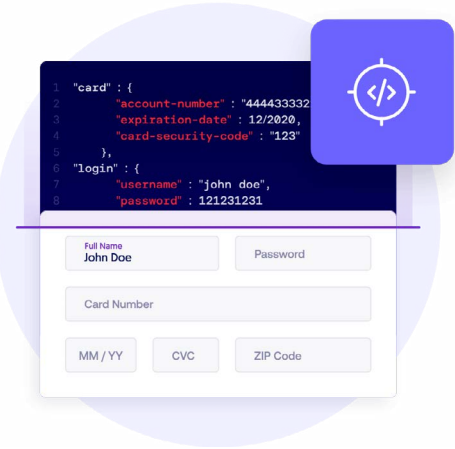 1 "card" : {
2 "account-number" : "444433332
3 "expiration-date" : 12/2020,
4 "card-security-code" : "123"
5 },
6 "login" : {
7 "username" : "john doe",
8 "password" : 121231231
</>
Full Name
John Doe
Password
Card Number
MM / YY
CVC
ZIP Code